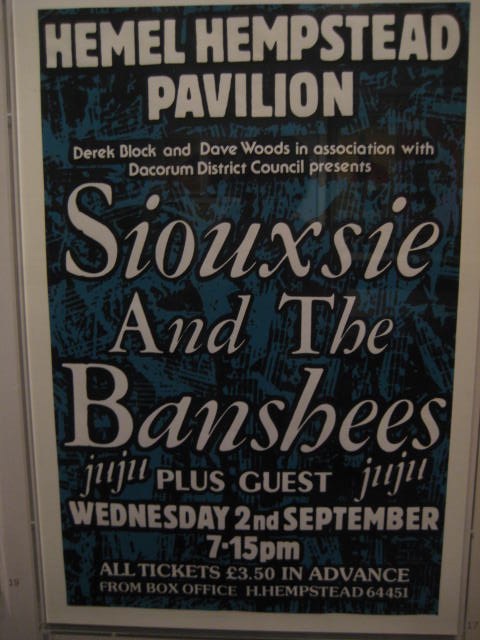 HEMEL HEMPSTEAD
PAVILION
Derek Block and Dave Woods in association with
Dacorum District Council presents
Siouxsie
And The
Banshees
juju PLUS GUEST juju
WEDNESDAY 2nd SEPTEMBER
7·15pm
ALL TICKETS £3.50 IN ADVANCE
FROM BOX OFFICE H.HEMPSTEAD 64451
19
17